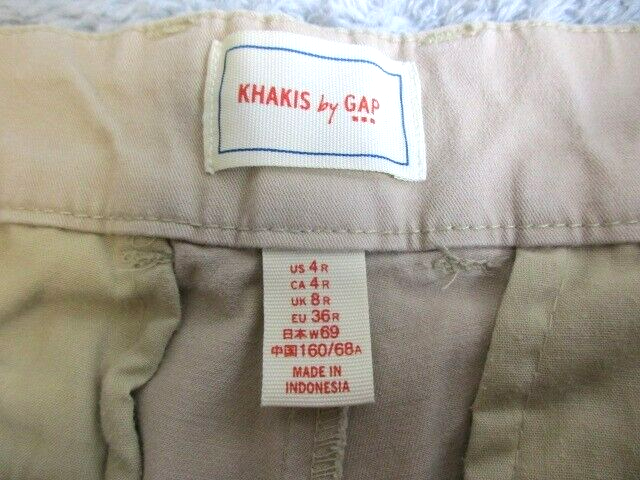 KHAKIS by GAP
US 4 R
CA 4 R
UK 8 R
EU 36 R
日本 W69
中国 160/68A
MADE IN
INDONESIA